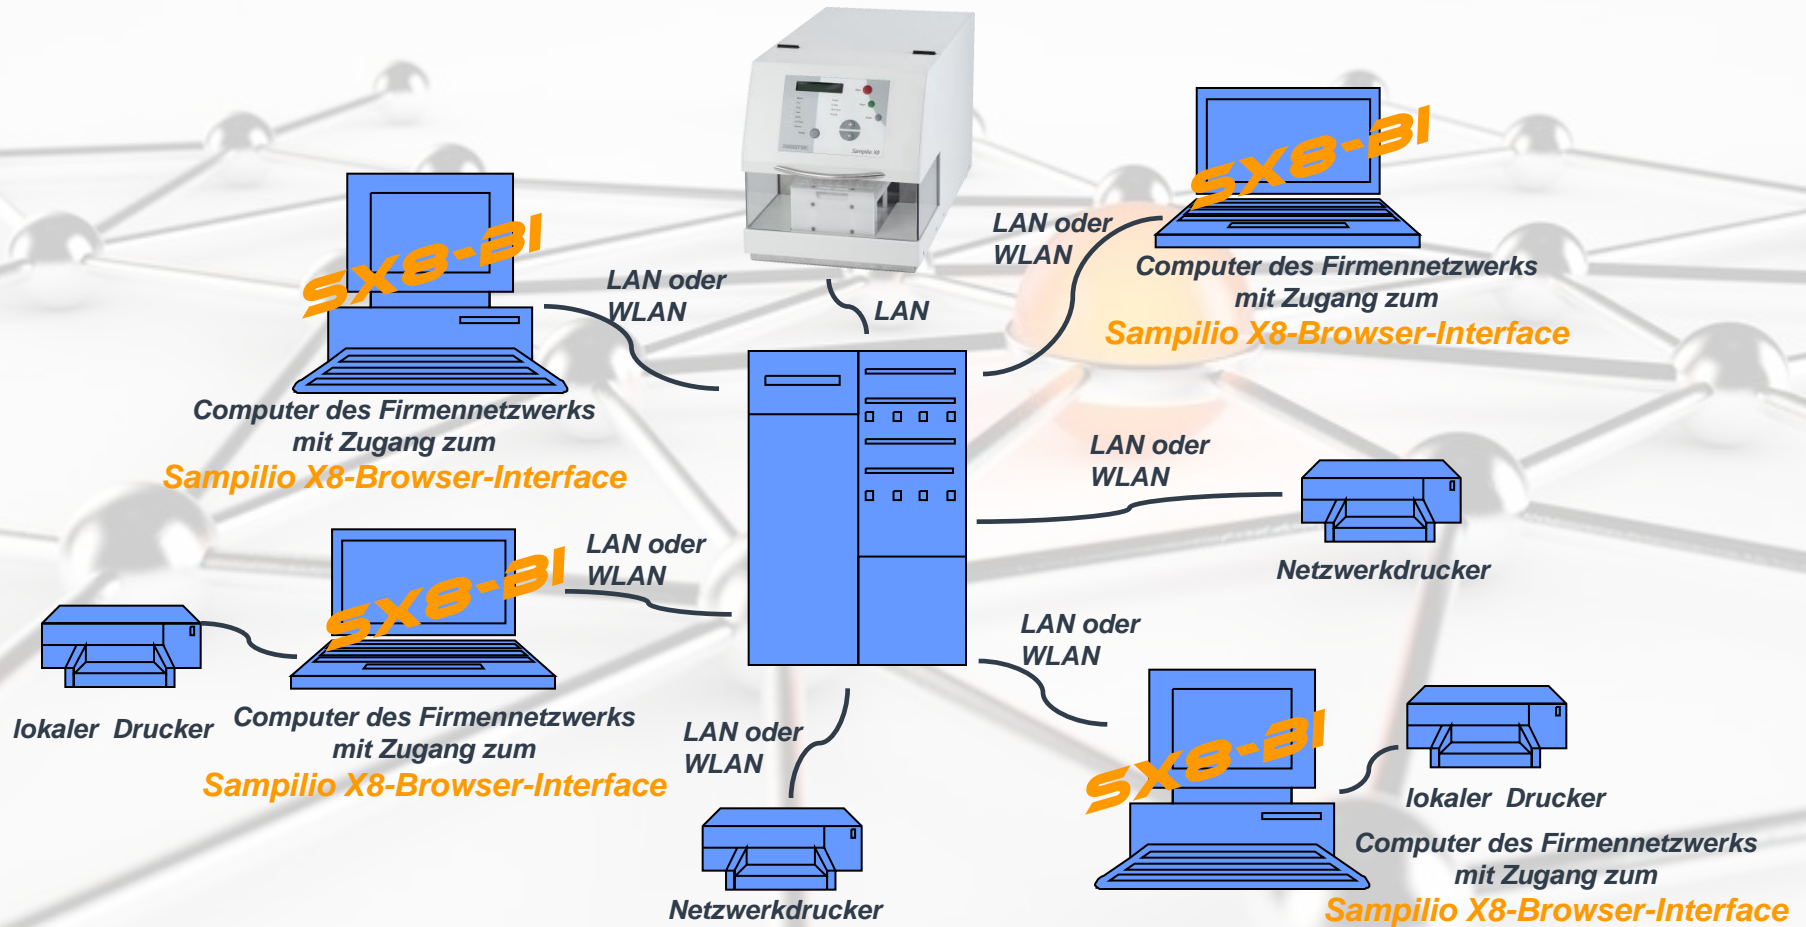 Sampilio X8
SX8-BI
LAN oder
WLAN
Computer des Firmennetzwerks
mit Zugang zum
Sampilio X8-Browser-Interface
SX8-BI
LAN oder
WLAN
LAN
Computer des Firmennetzwerks
mit Zugang zum
Sampilio X8-Browser-Interface
LAN oder
WLAN
Netzwerkdrucker
SX8-BI
LAN oder
WLAN
lokaler Drucker
Computer des Firmennetzwerks
mit Zugang zum
Sampilio X8-Browser-Interface
LAN oder
WLAN
Netzwerkdrucker
LAN oder
WLAN
SX8-BI
lokaler Drucker
Computer des Firmennetzwerks
mit Zugang zum
Sampilio X8-Browser-Interface